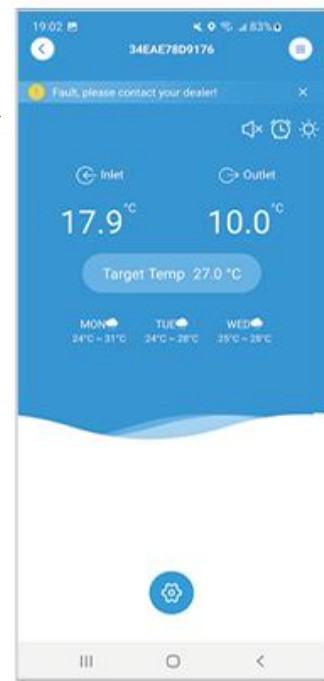 19:02 83%
34EAE78D9176
Fault, please contact your dealer!
Inlet Outlet
17.9°C 10.0°C
Target Temp 27.0 °C
MON TUE WED
24°C ~ 31°C 24°C ~ 28°C 25°C ~ 28°C